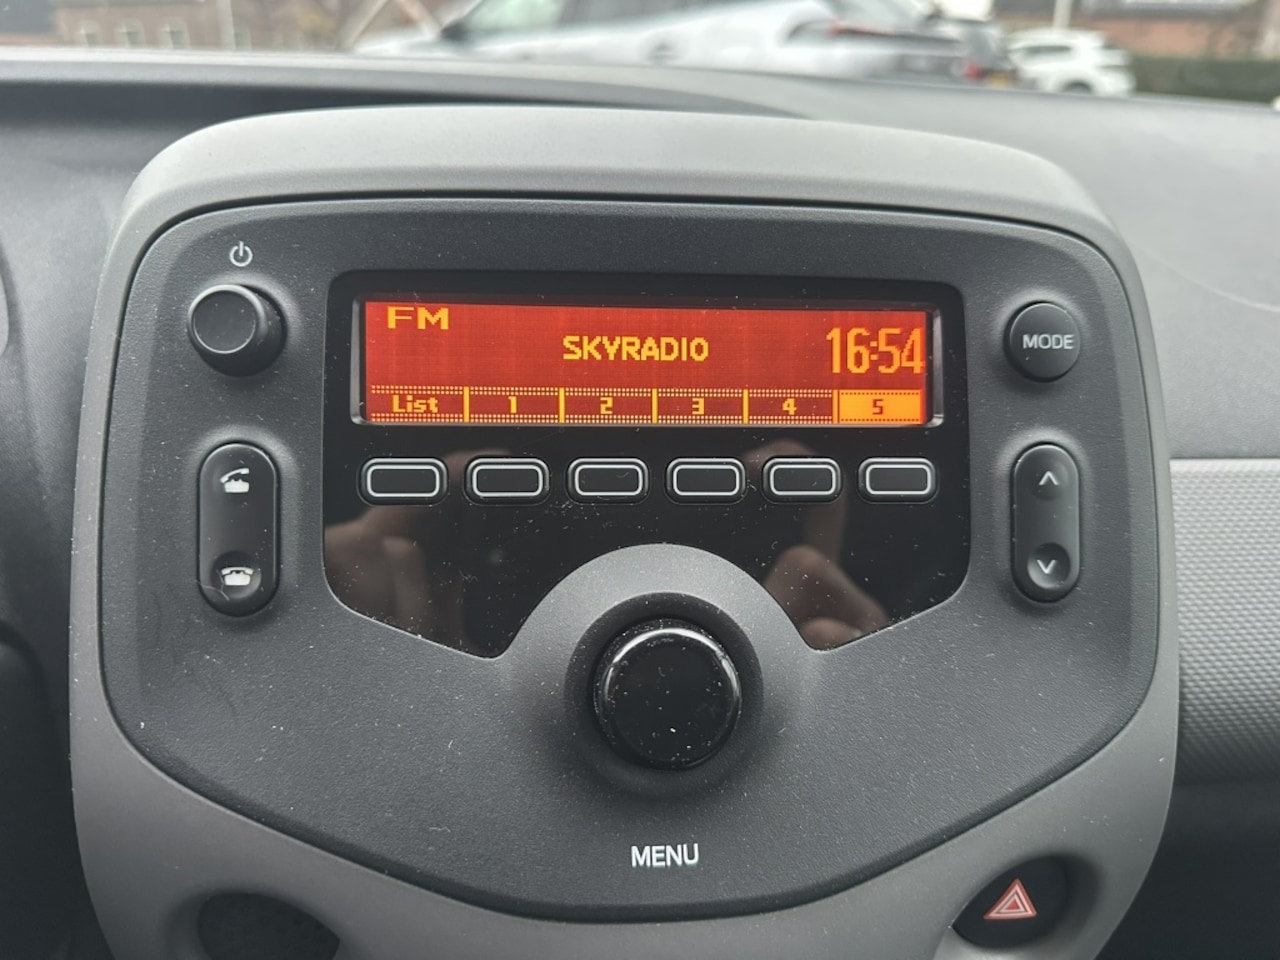 FM
SKYRADIO
16:54
List 1 2 3 4 5
MODE
MENU